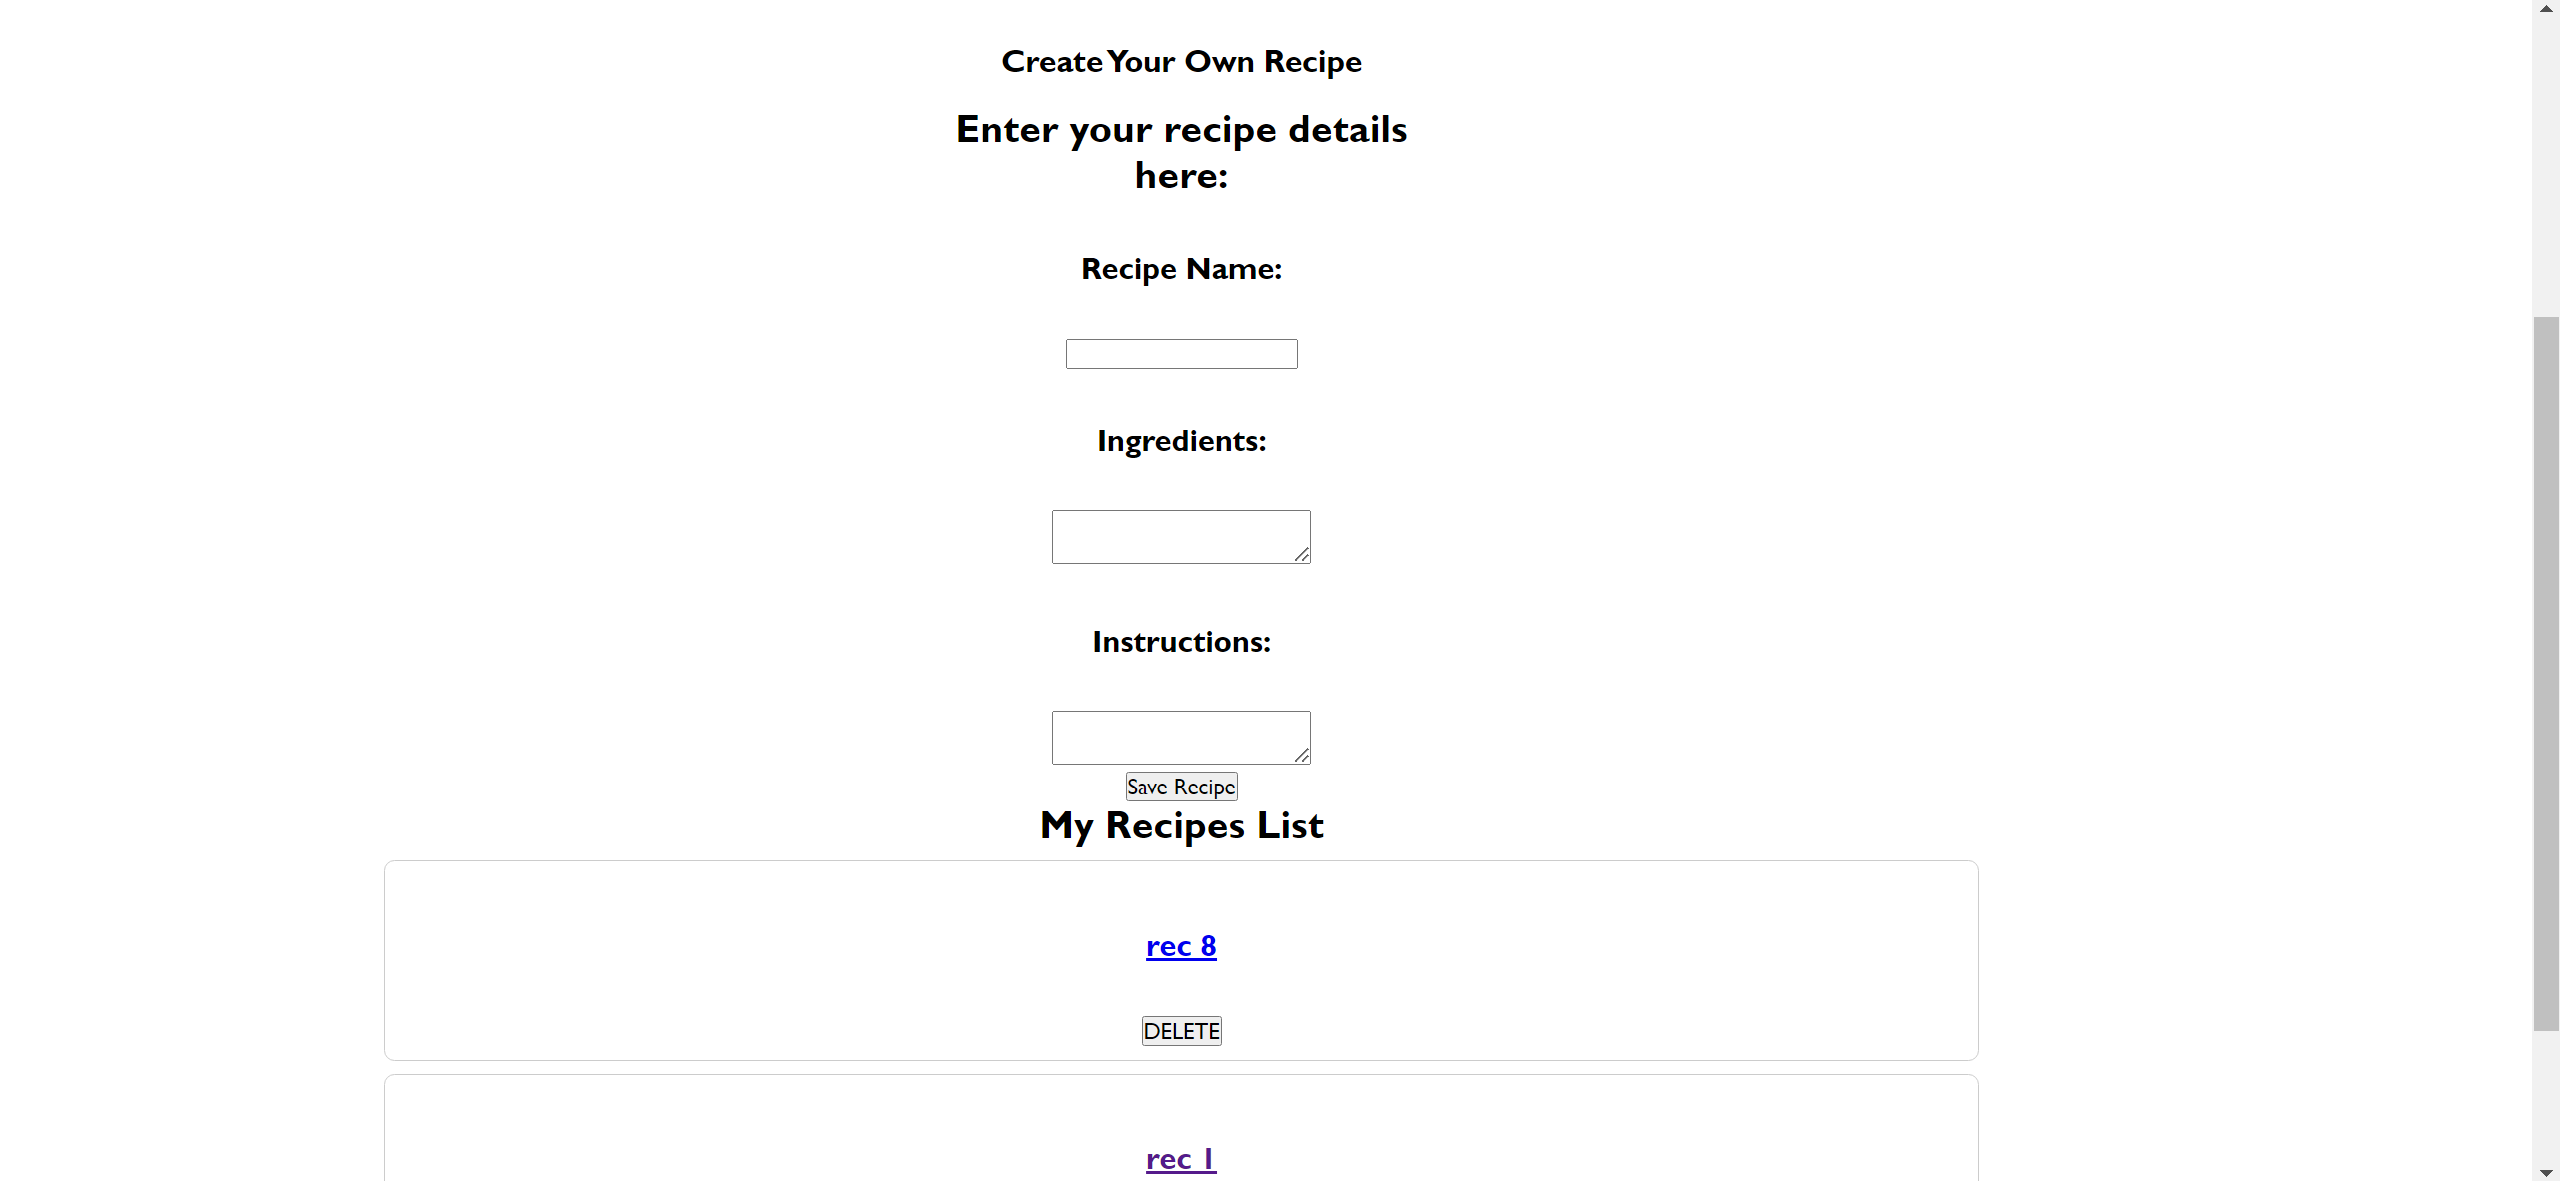 Create Your Own Recipe
Enter your recipe details
here:
Recipe Name:
Ingredients:
Instructions:
Save Recipe
My Recipes List
rec 8
DELETE
rec 1